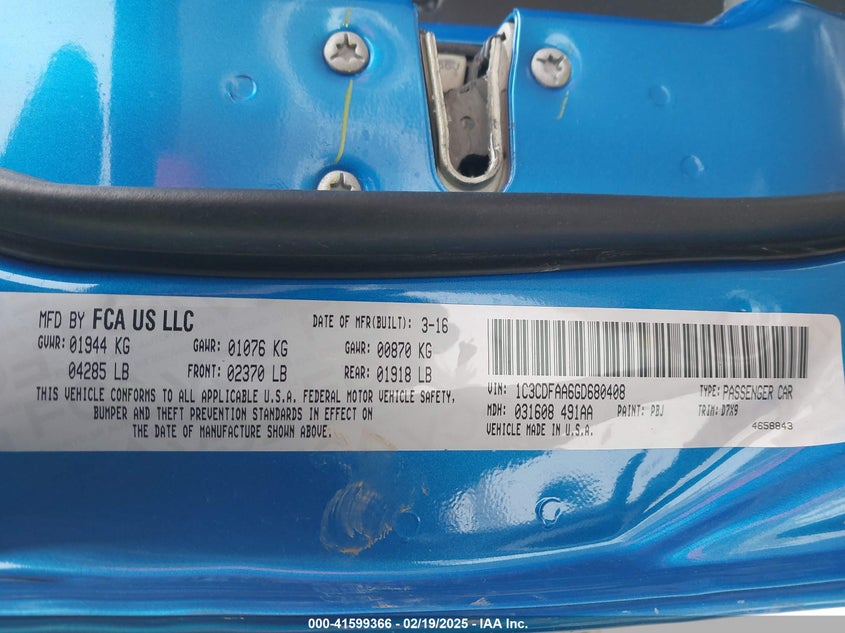 MFD BY FCA US LLC DATE OF MFR(BUILT): 3-16
GVWR: 01944 KG GAWR: 01076 KG GAWR: 00870 KG
04285 LB FRONT: 02370 LB REAR: 01918 LB
THIS VEHICLE CONFORMS TO ALL APPLICABLE U.S.A. FEDERAL MOTOR VEHICLE SAFETY,
BUMPER AND THEFT PREVENTION STANDARDS IN EFFECT ON
THE DATE OF MANUFACTURE SHOWN ABOVE.
VIN: 1C3CDFAA6GD680408 TYPE: PASSENGER CAR
MDH: 031608 491AA PAINT: PBJ TRIM: D7X9
VEHICLE MADE IN U.S.A. 4658843
000-41599366 - 02/19/2025 - IAA Inc.